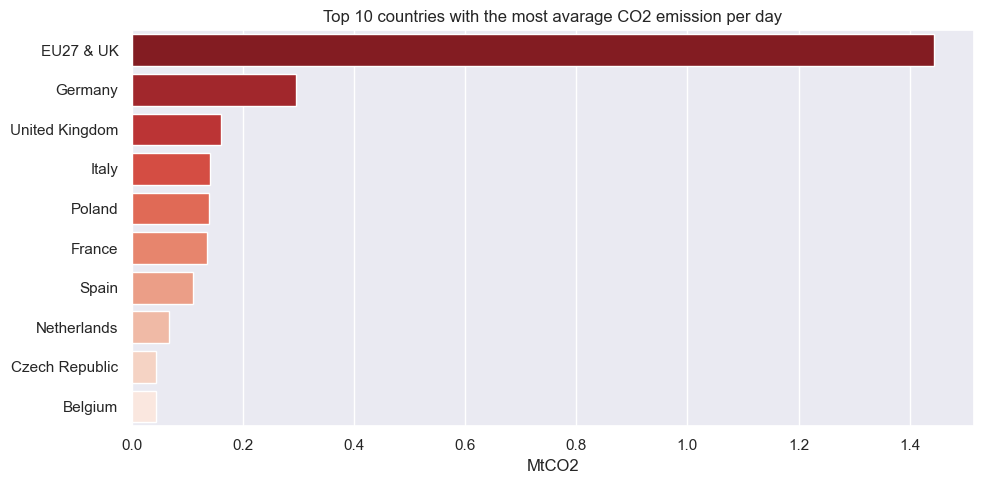 Top 10 countries with the most avarage CO2 emission per day
EU27 & UK
Germany
United Kingdom
Italy
Poland
France
Spain
Netherlands
Czech Republic
Belgium
0.0 0.2 0.4 0.6 0.8 1.0 1.2 1.4
MtCO2